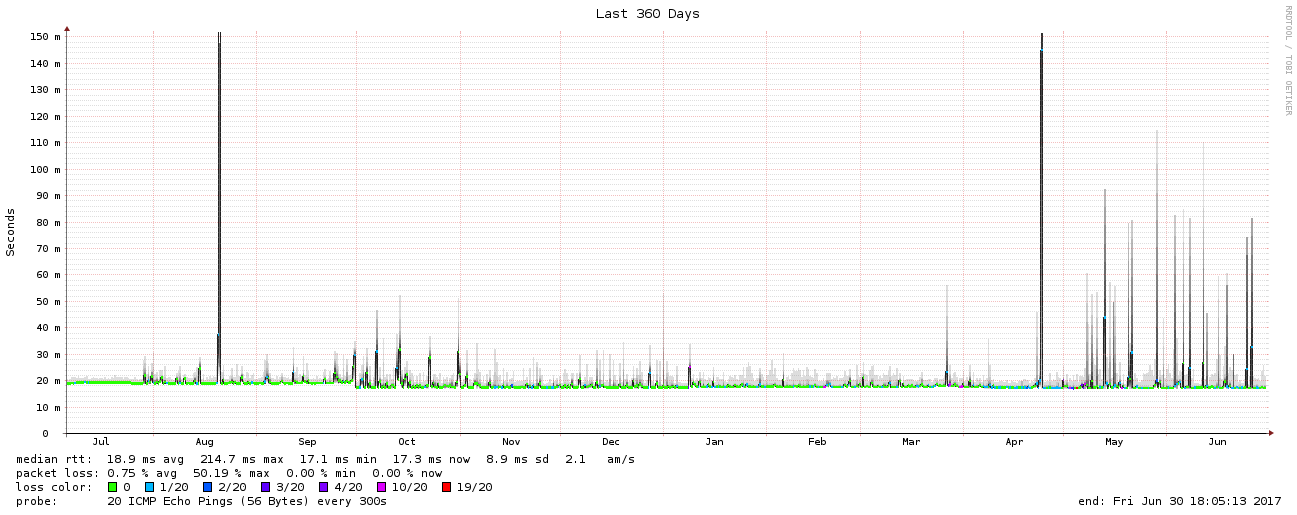 Last 360 Days
RRDTOOL / TOBI OETIKER
Seconds
150 m
140 m
130 m
120 m
110 m
100 m
90 m
80 m
70 m
60 m
50 m
40 m
30 m
20 m
10 m
0
Jul Aug Sep Oct Nov Dec Jan Feb Mar Apr May Jun
median rtt: 18.9 ms avg 214.7 ms max 17.1 ms min 17.3 ms now 8.9 ms sd 2.1 am/s
packet loss: 0.75 % avg 50.19 % max 0.00 % min 0.00 % now
loss color: 0 1/20 2/20 3/20 4/20 10/20 19/20
probe: 20 ICMP Echo Pings (56 Bytes) every 300s end: Fri Jun 30 18:05:13 2017